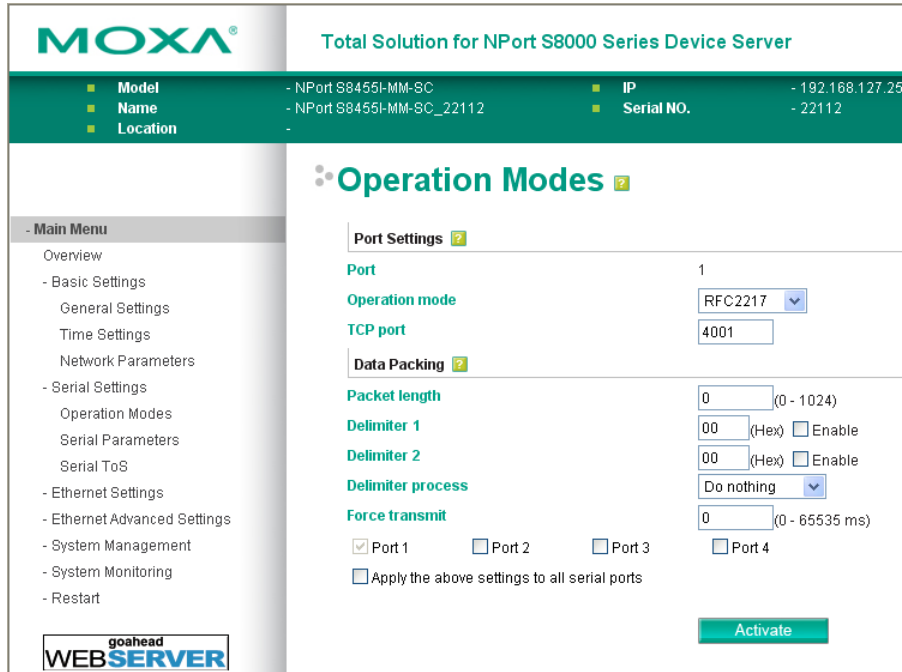 MOXA®
Total Solution for NPort S8000 Series Device Server
Model - NPort S8455I-MM-SC IP - 192.168.127.25
Name - NPort S8455I-MM-SC_22112 Serial NO. - 22112
Location -
Operation Modes ?
- Main Menu
Overview
- Basic Settings
General Settings
Time Settings
Network Parameters
- Serial Settings
Operation Modes
Serial Parameters
Serial ToS
- Ethernet Settings
- Ethernet Advanced Settings
- System Management
- System Monitoring
- Restart
goahead
WEBSERVER
Port Settings ?
Port 1
Operation mode RFC2217
TCP port 4001
Data Packing ?
Packet length 0 (0 - 1024)
Delimiter 1 00 (Hex) Enable
Delimiter 2 00 (Hex) Enable
Delimiter process Do nothing
Force transmit 0 (0 - 65535 ms)
Port 1 Port 2 Port 3 Port 4
Apply the above settings to all serial ports
Activate